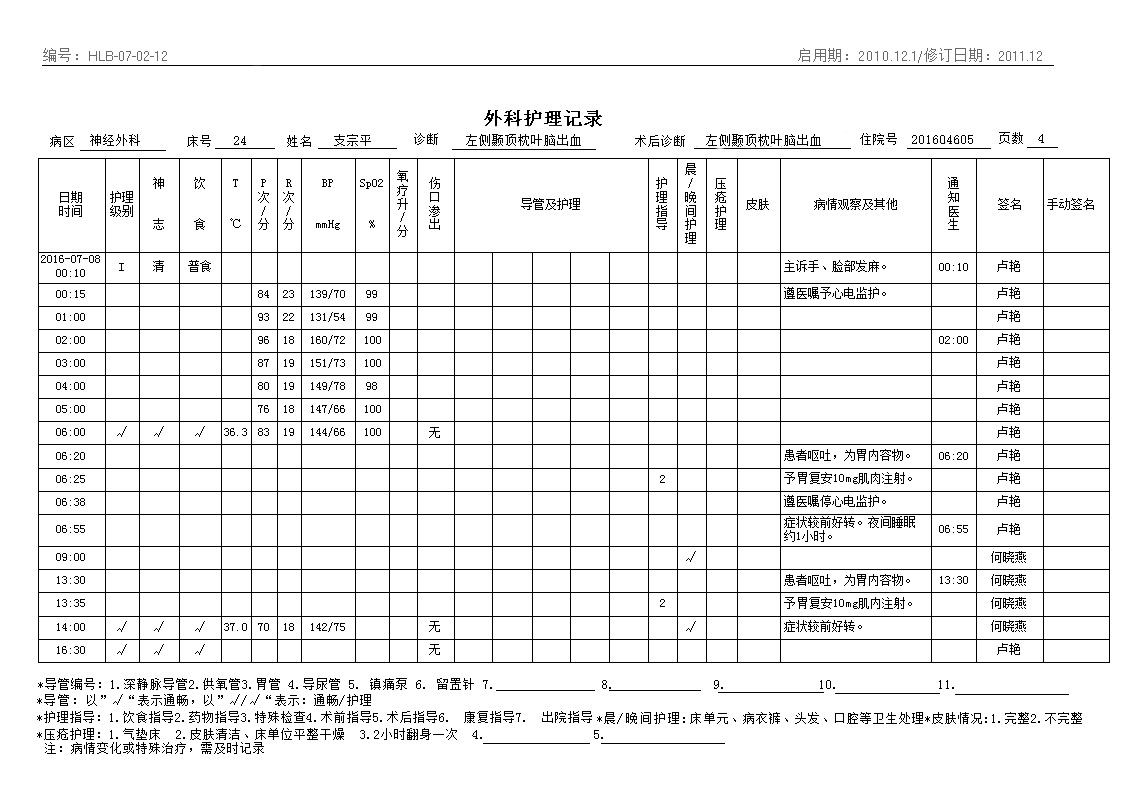 编号：HLB-07-02-12 启用期：2010.12.1/修订日期：2011.12
外科护理记录
病区 神经外科 床号 24 姓名 支宗平 诊断 左侧颞顶枕叶脑出血 术后诊断 左侧颞顶枕叶脑出血 住院号 201604605 页数 4
日期时间 护理级别 神志 饮食 T ℃ P次/分 R次/分 BP mmHg SpO2 % 氧疗升/分 伤口渗出 导管及护理 护理指导 晨/晚间护理 压疮护理 皮肤 病情观察及其他 通知医生 签名 手动签名
2016-07-08 00:10 I 清 普食 主诉手、脸部发麻。 00:10 卢艳
00:15 84 23 139/70 99 遵医嘱予心电监护。 卢艳
01:00 93 22 131/54 99 卢艳
02:00 96 18 160/72 100 02:00 卢艳
03:00 87 19 151/73 100 卢艳
04:00 80 19 149/78 98 卢艳
05:00 76 18 147/66 100 卢艳
06:00 √ √ √ 36.3 83 19 144/66 100 无 卢艳
06:20 患者呕吐，为胃内容物。 06:20 卢艳
06:25 2 予胃复安10mg肌肉注射。 卢艳
06:38 遵医嘱停心电监护。 卢艳
06:55 症状较前好转。夜间睡眠约1小时。 06:55 卢艳
09:00 √ 何晓燕
13:30 患者呕吐，为胃内容物。 13:30 何晓燕
13:35 2 予胃复安10mg肌内注射。 何晓燕
14:00 √ √ √ 37.0 70 18 142/75 无 √ 症状较前好转。 何晓燕
16:30 √ √ √ 无 卢艳
*导管编号：1.深静脉导管2.供氧管3.胃管 4.导尿管 5. 镇痛泵 6. 留置针 7. 8. 9. 10. 11.
*导管：以”√“表示通畅，以”√/√“表示：通畅/护理
*护理指导：1.饮食指导2.药物指导3.特殊检查4.术前指导5.术后指导6. 康复指导7. 出院指导*晨/晚间护理:床单元、病衣裤、头发、口腔等卫生处理*皮肤情况:1.完整2.不完整
*压疮护理：1.气垫床 2.皮肤清洁、床单位平整干燥 3.2小时翻身一次 4. 5.
注：病情变化或特殊治疗，需及时记录